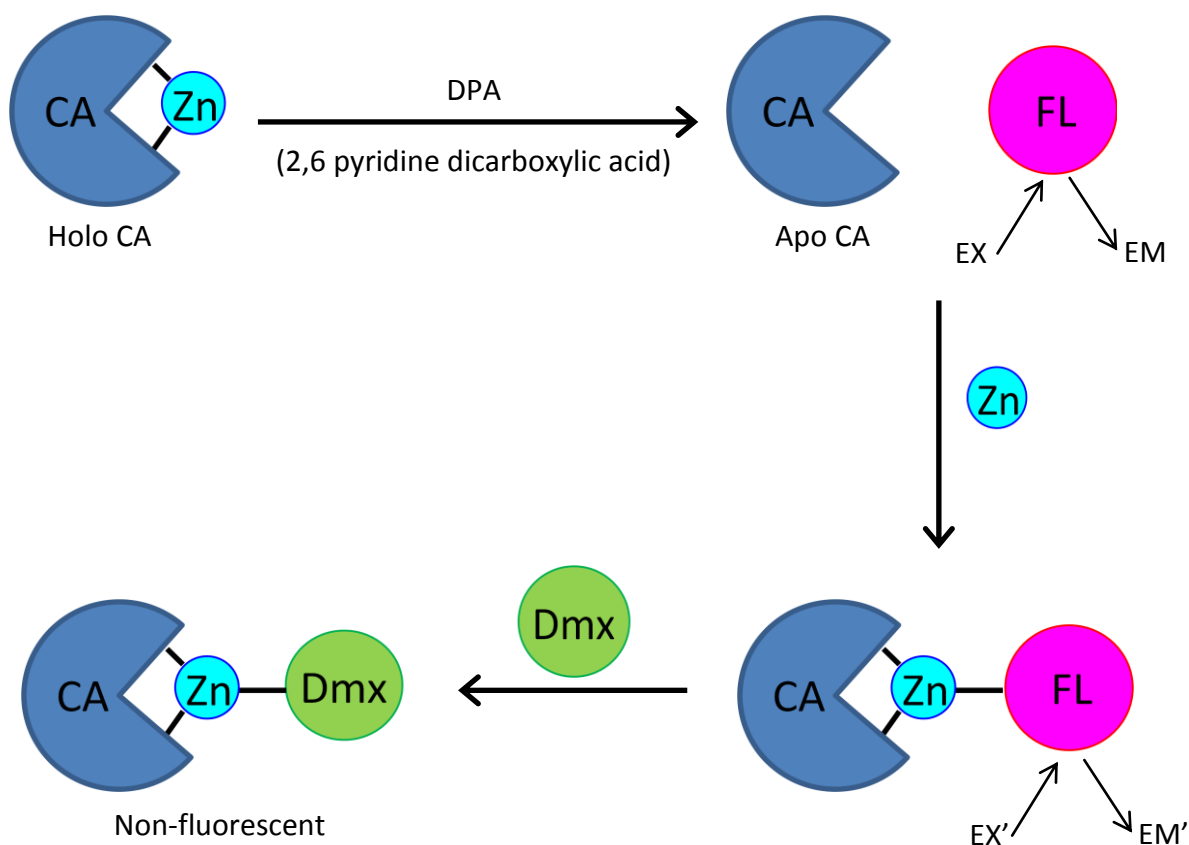 CA
Zn
Holo CA
DPA
(2,6 pyridine dicarboxylic acid)
CA
Apo CA
FL
EX
EM
Zn
CA
Zn
FL
EX’
EM’
Dmx
CA
Zn
Dmx
Non-fluorescent